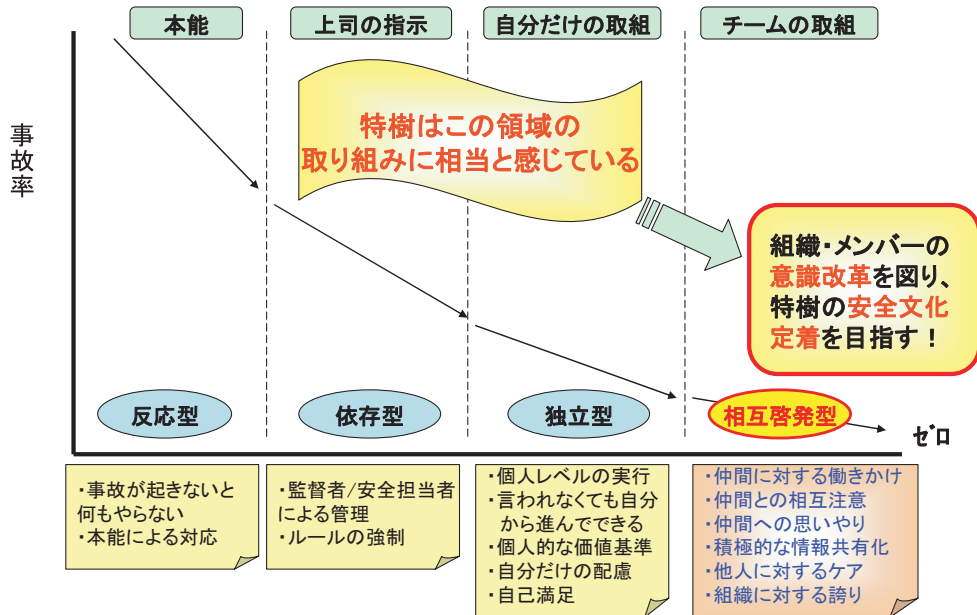 本能
上司の指示
自分だけの取組
チームの取組
事故率
特樹はこの領域の
取り組みに相当と感じている
組織・メンバーの
意識改革を図り、
特樹の安全文化
定着を目指す！
反応型
依存型
独立型
相互啓発型
ゼロ
・事故が起きないと
何もやらない
・本能による対応
・監督者/安全担当者
による管理
・ルールの強制
・個人レベルの実行
・言われなくても自分
から進んでできる
・個人的な価値基準
・自分だけの配慮
・自己満足
・仲間に対する働きかけ
・仲間との相互注意
・仲間への思いやり
・積極的な情報共有化
・他人に対するケア
・組織に対する誇り